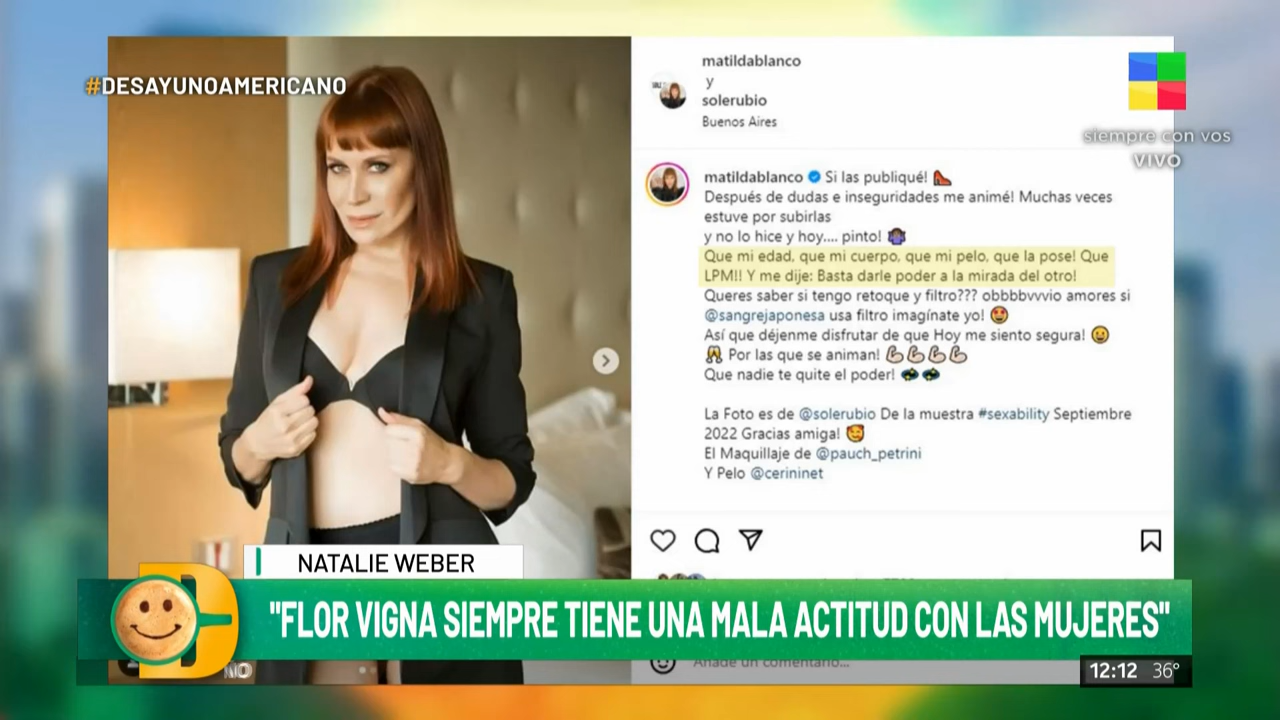 #DESAYUNOAMERICANO
matildablanco
y
solerubio
Buenos Aires
siempre con vos
VIVO
matildablanco Si las publiqué! 👠
Después de dudas e inseguridades me animé! Muchas veces
estuve por subirlas
y no lo hice y hoy.... pinto! 🤷🏾‍♀️
Que mi edad, que mi cuerpo, que mi pelo, que la pose! Que
LPM!! Y me dije: Basta darle poder a la mirada del otro!
Queres saber si tengo retoque y filtro??? obbbbvvvio amores si
@sangrejaponesa usa filtro imagínate yo! 🤩
Así que déjenme disfrutar de que Hoy me siento segura! 😉
🥂 Por las que se animan! 💪🏼💪🏼💪🏼💪🏼
Que nadie te quite el poder!
La Foto es de @solerubio De la muestra #sexability Septiembre
2022 Gracias amiga! 🥰
El Maquillaje de @pauch_petrini
Y Pelo @cerininet
NATALIE WEBER
"FLOR VIGNA SIEMPRE TIENE UNA MALA ACTITUD CON LAS MUJERES"
Añade un comentario...
12:12 36°